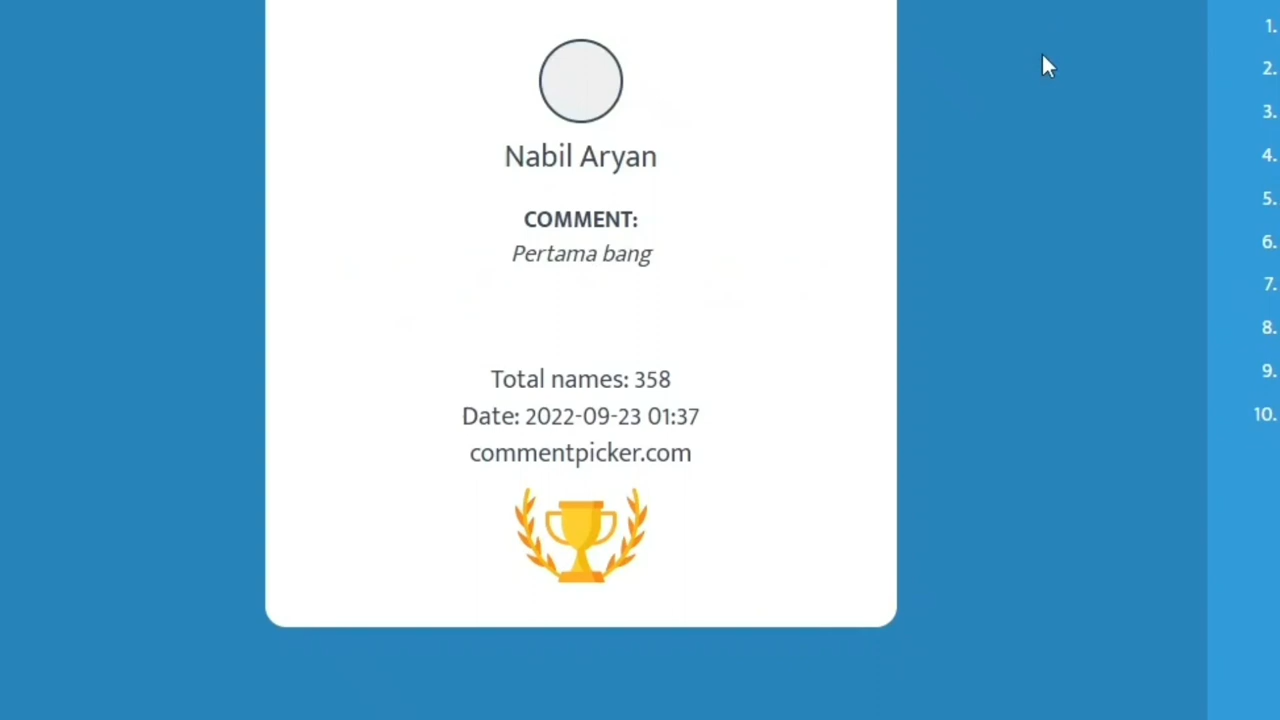 Nabil Aryan
COMMENT:
Pertama bang
Total names: 358
Date: 2022-09-23 01:37
commentpicker.com
1.
2.
3.
4.
5.
6.
7.
8.
9.
10.